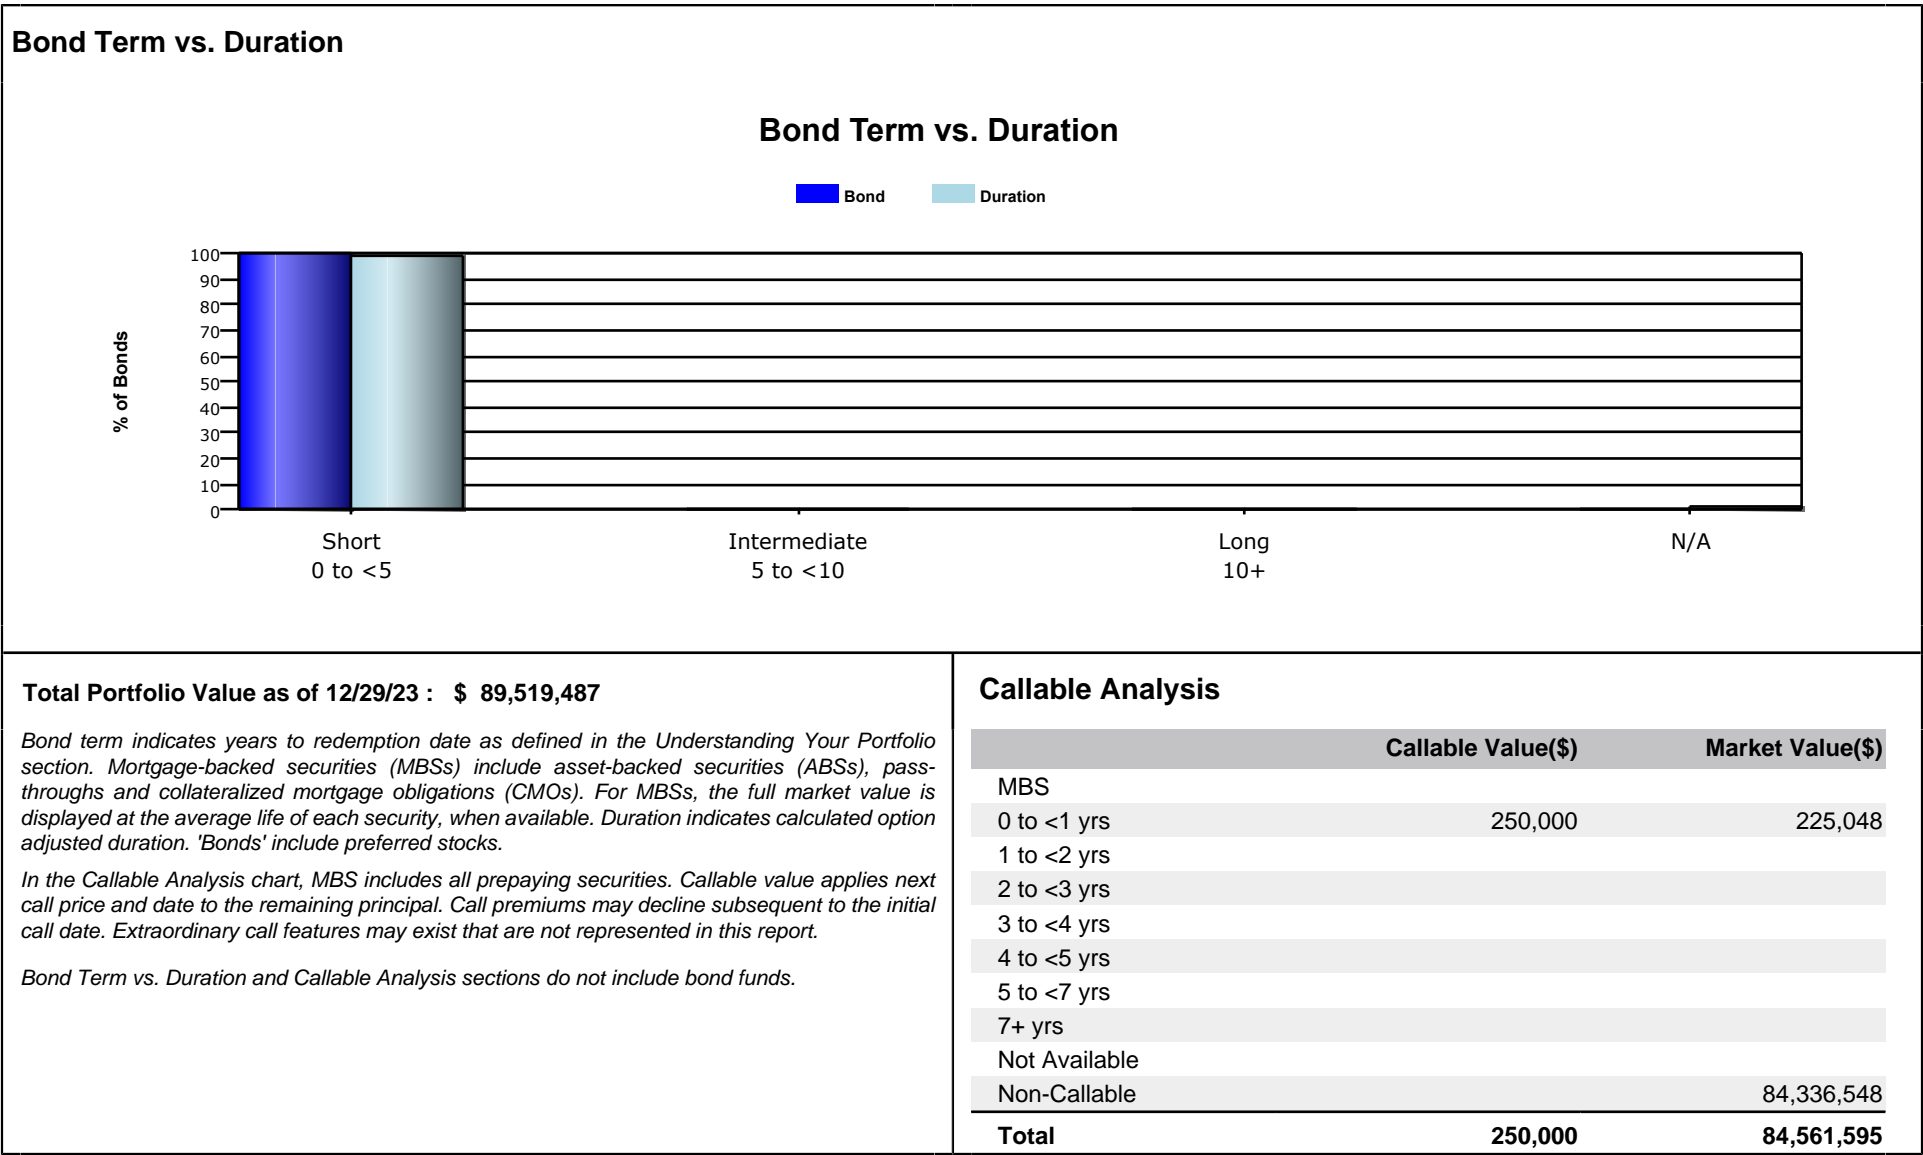 Bond Term vs. Duration
Bond Term vs. Duration
Bond
Duration
100
90
80
70
60
50
40
30
20
10
0
% of Bonds
Short
0 to <5
Intermediate
5 to <10
Long
10+
N/A
Total Portfolio Value as of 12/29/23 : $ 89,519,487
Bond term indicates years to redemption date as defined in the Understanding Your Portfolio
section. Mortgage-backed securities (MBSs) include asset-backed securities (ABSs), pass-
throughs and collateralized mortgage obligations (CMOs). For MBSs, the full market value is
displayed at the average life of each security, when available. Duration indicates calculated option
adjusted duration. 'Bonds' include preferred stocks.
In the Callable Analysis chart, MBS includes all prepaying securities. Callable value applies next
call price and date to the remaining principal. Call premiums may decline subsequent to the initial
call date. Extraordinary call features may exist that are not represented in this report.
Bond Term vs. Duration and Callable Analysis sections do not include bond funds.
Callable Analysis
Callable Value($) Market Value($)
MBS
0 to <1 yrs 250,000 225,048
1 to <2 yrs
2 to <3 yrs
3 to <4 yrs
4 to <5 yrs
5 to <7 yrs
7+ yrs
Not Available
Non-Callable 84,336,548
Total 250,000 84,561,595